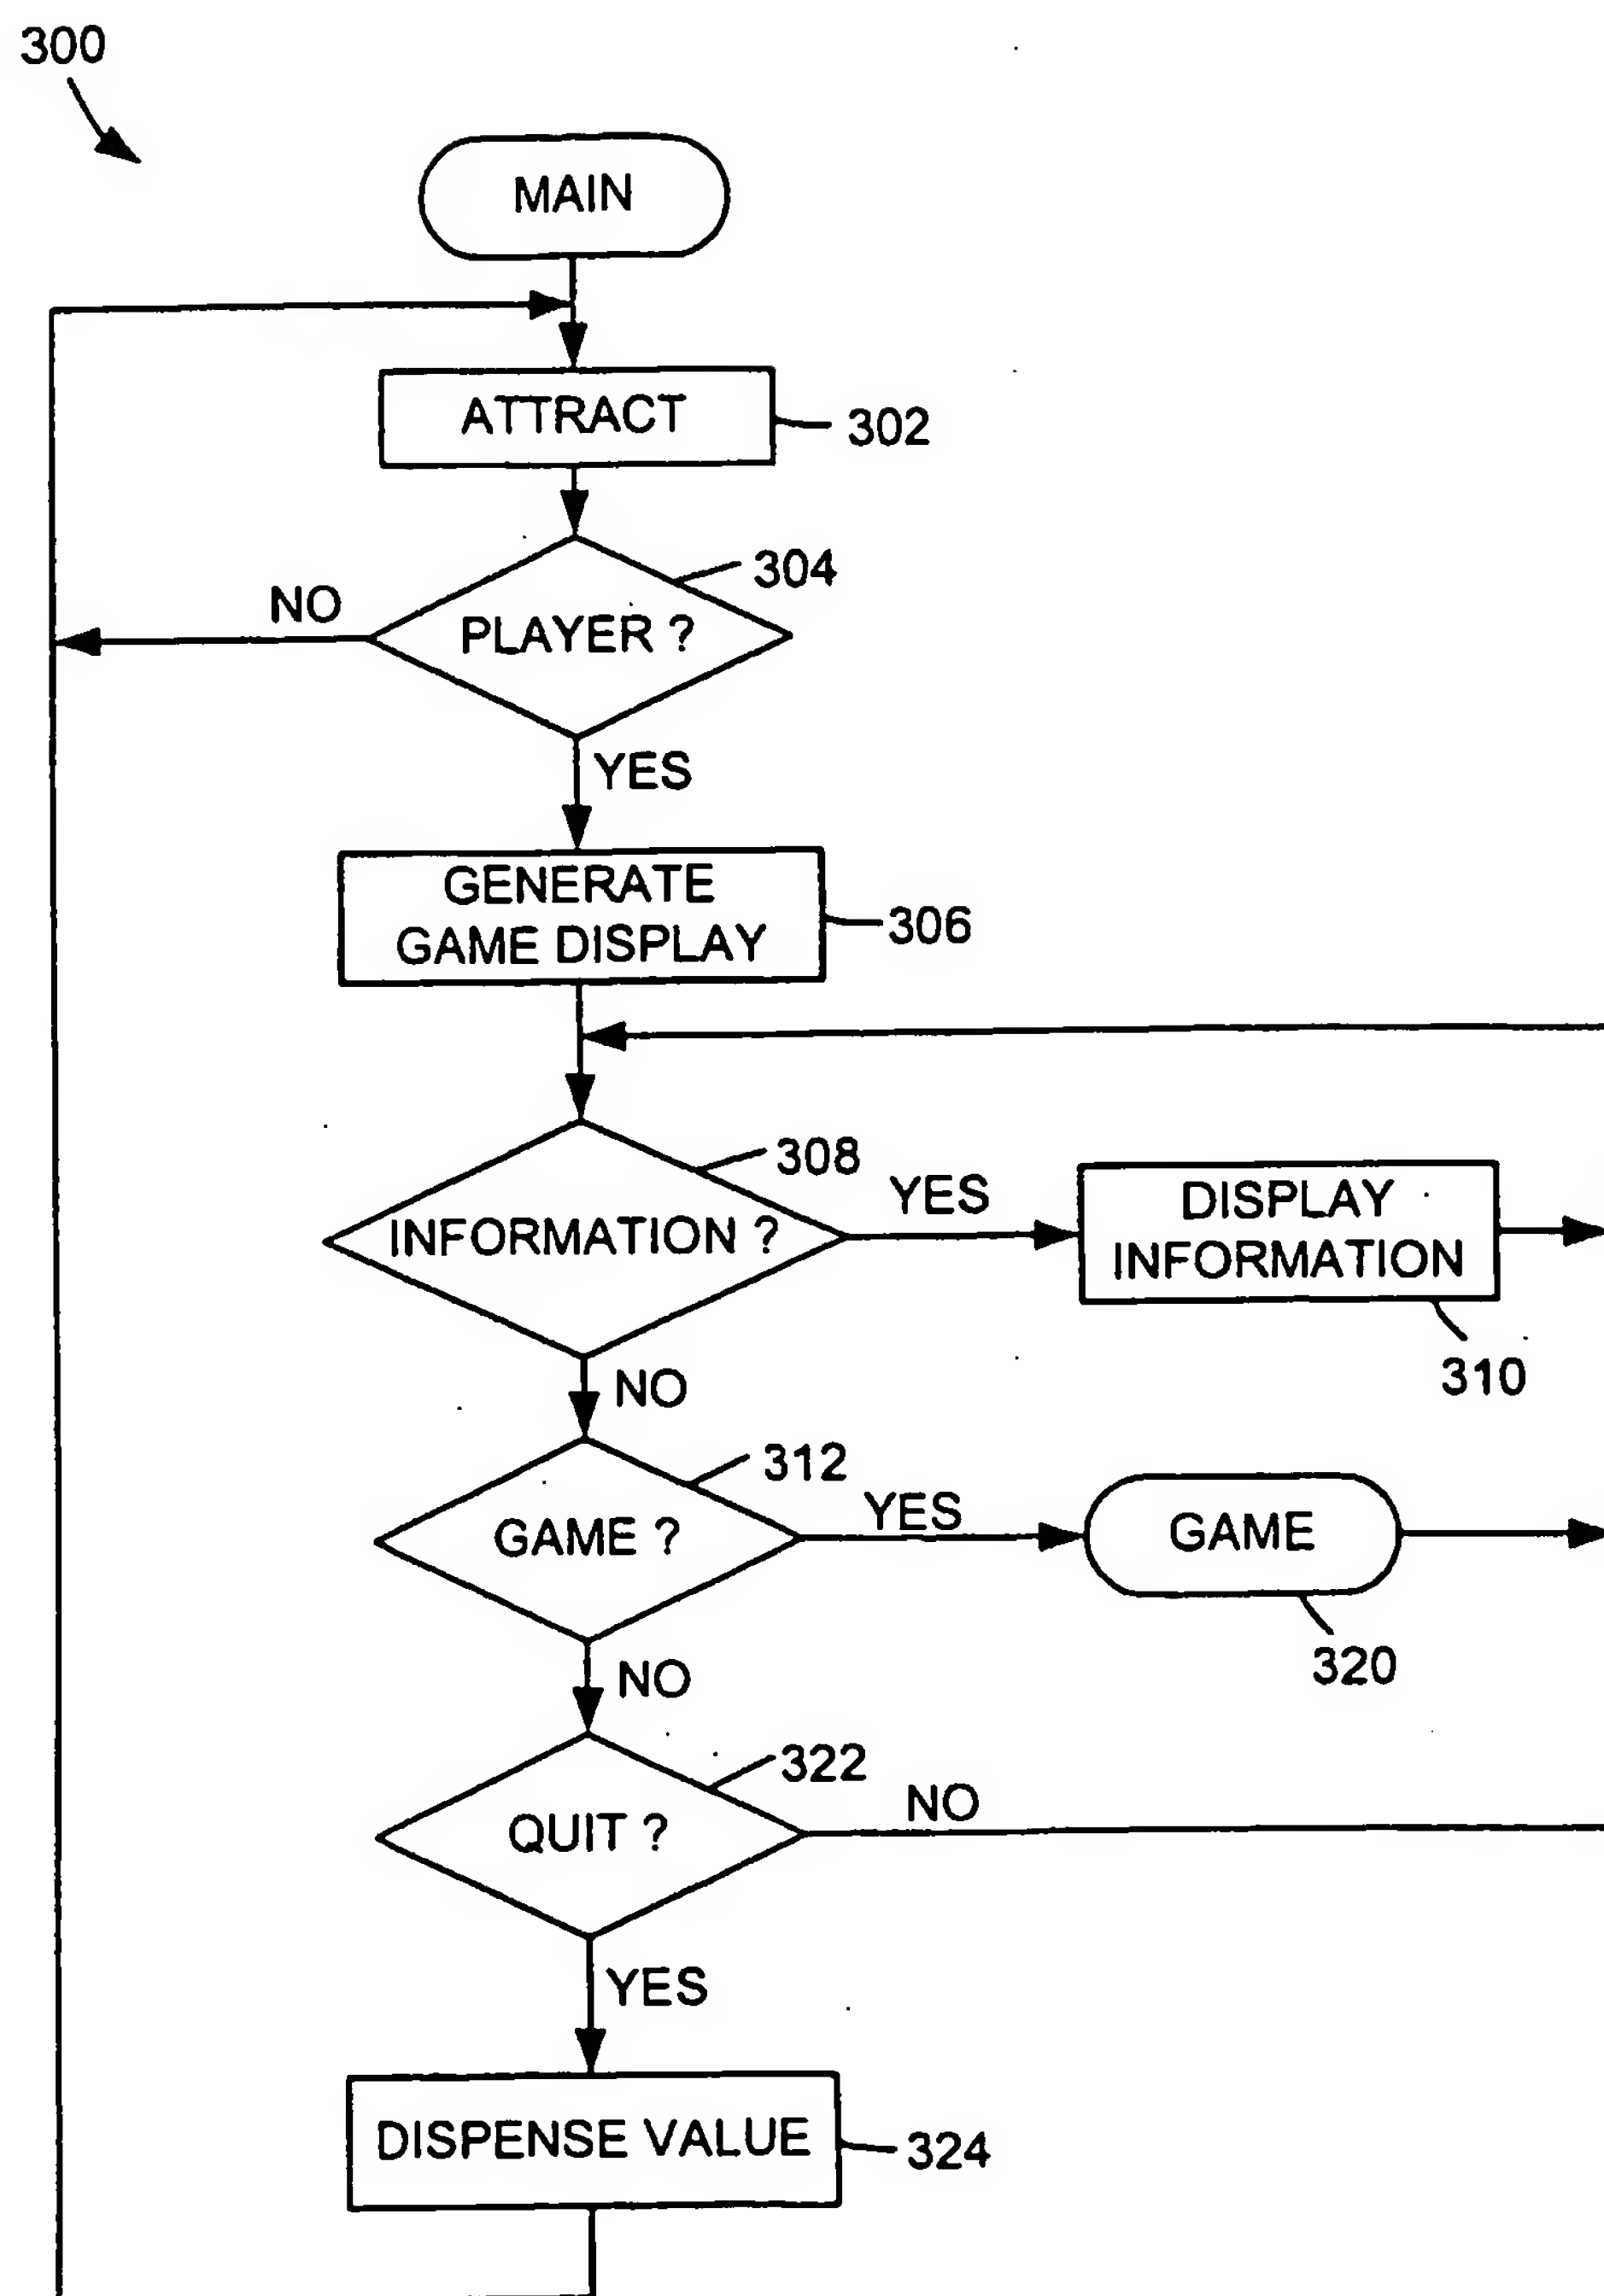 300
MAIN
ATTRACT
302
304
NO
PLAYER ?
YES
GENERATE
GAME DISPLAY
306
308
YES
INFORMATION ?
DISPLAY
INFORMATION
310
NO
312
YES
GAME ?
GAME
320
NO
322
NO
QUIT ?
YES
DISPENSE VALUE
324